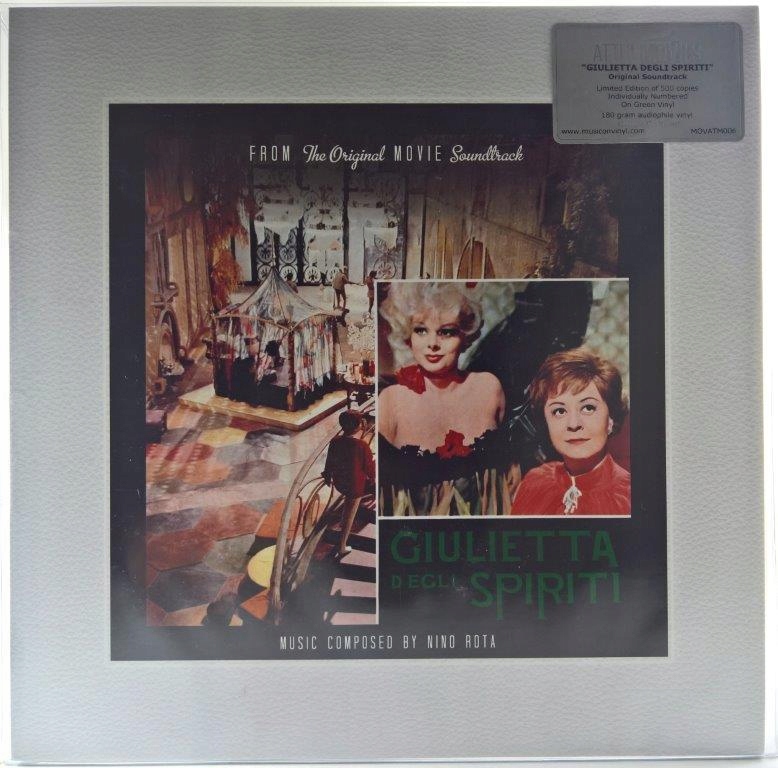 "GIULIETTA DEGLI SPIRITI"
Original Soundtrack
Limited Edition of 500 copies
Individually Numbered
On Green Vinyl
180 gram audiophile vinyl
www.musiconvinyl.com MOVATM006
FROM The Original MOVIE Soundtrack
GIULIETTA
DEGLI SPIRITI
MUSIC COMPOSED BY NINO ROTA